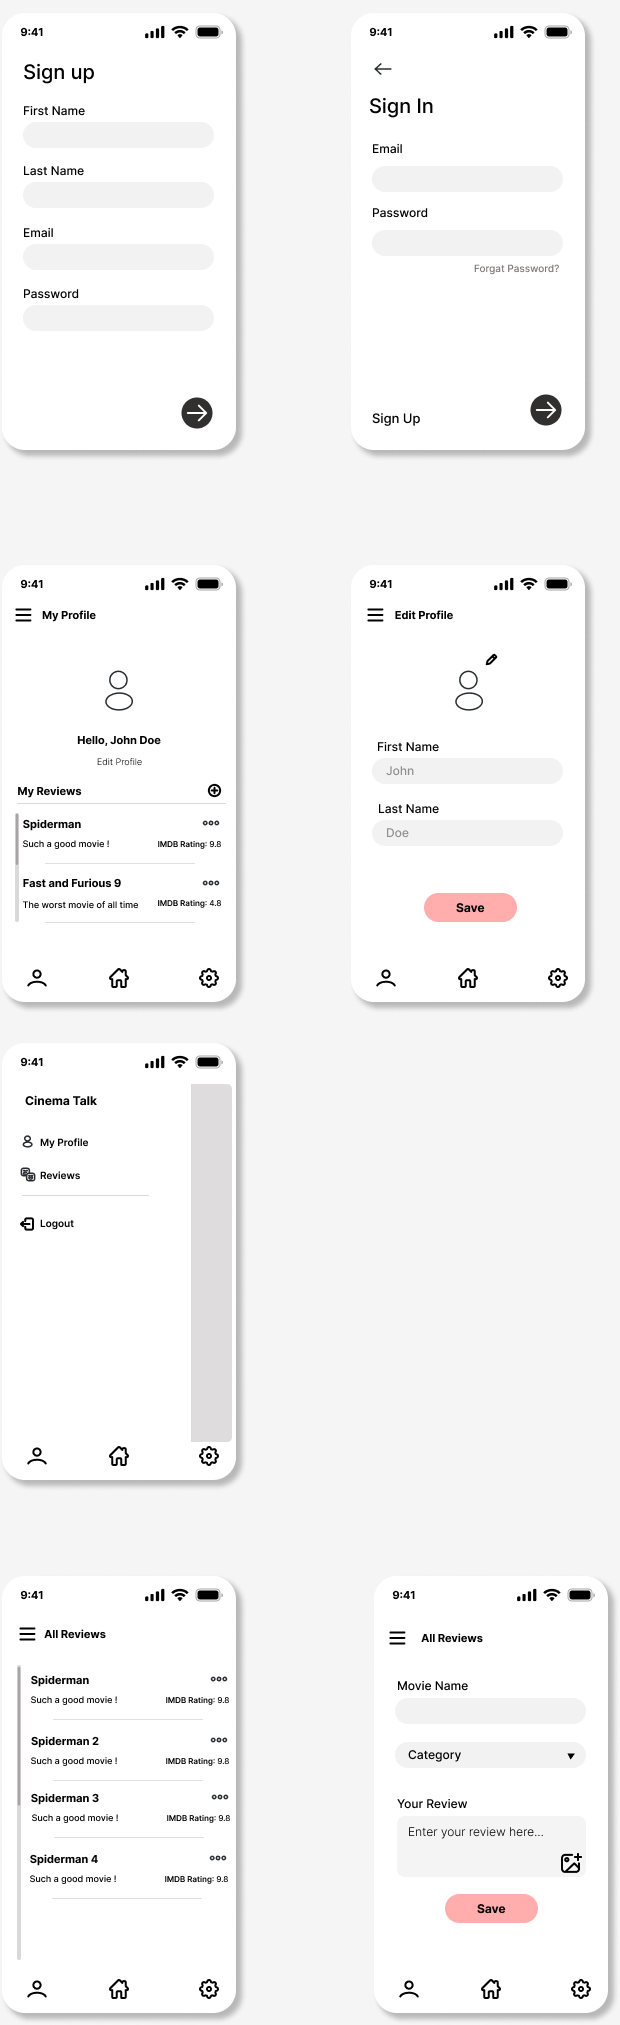 9:41
Sign up
First Name
Last Name
Email
Password
9:41
Sign In
Email
Password
Forgat Password?
Sign Up
9:41
My Profile
Hello, John Doe
Edit Profile
My Reviews
Spiderman
Such a good movie !
IMDB Rating: 9.8
Fast and Furious 9
The worst movie of all time
IMDB Rating: 4.8
9:41
Edit Profile
First Name
John
Last Name
Doe
Save
9:41
Cinema Talk
My Profile
Reviews
Logout
9:41
All Reviews
Spiderman
Such a good movie !
IMDB Rating: 9.8
Spiderman 2
Such a good movie !
IMDB Rating: 9.8
Spiderman 3
Such a good movie !
IMDB Rating: 9.8
Spiderman 4
Such a good movie !
IMDB Rating: 9.8
9:41
All Reviews
Movie Name
Category
Your Review
Enter your review here...
Save